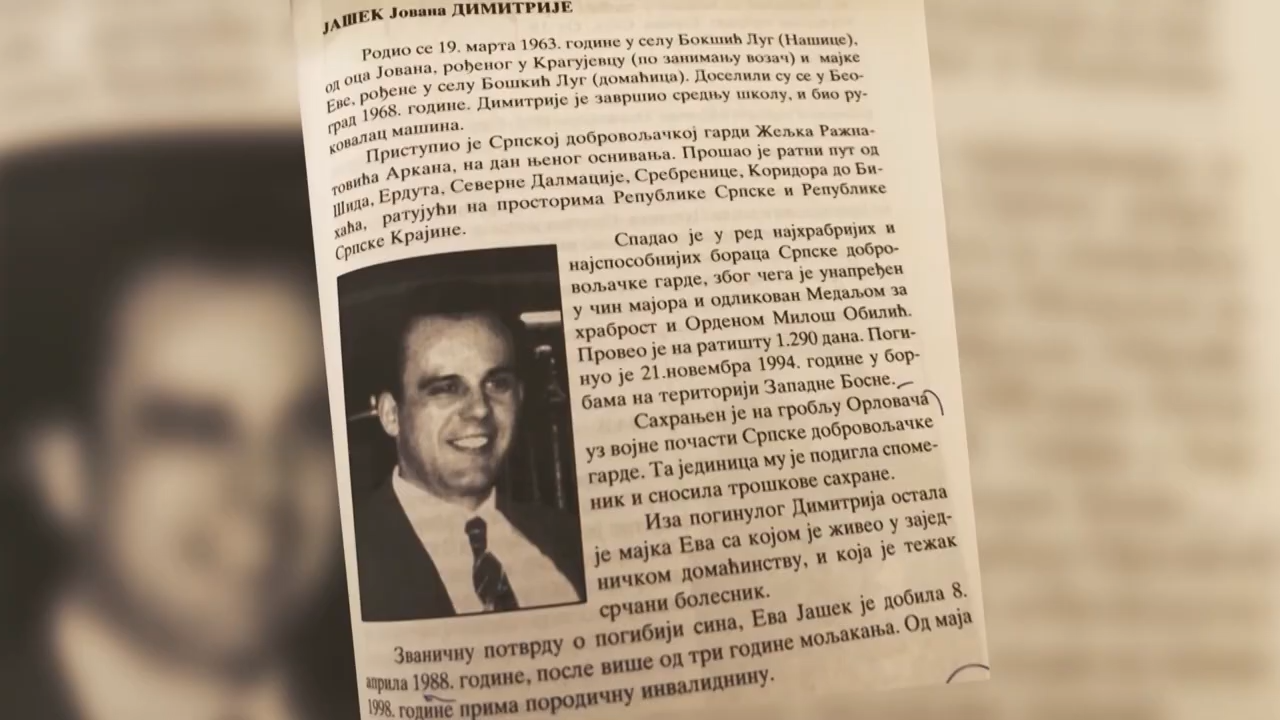 ЈАШЕК Јована ДИМИТРИЈЕ
Родио се 19. марта 1963. године у селу Бокшић Луг (Нашице),
од оца Јована, рођеног у Крагујевцу (по занимању возач) и мајке
Еве, рођене у селу Бошкић Луг (домаћица). Доселили су се у Бео-
град 1968. године. Димитрије је завршио средњу школу, и био ру-
ковалац машина.
Приступио је Српској добровољачкој гарди Жељка Ражна-
товића Аркана, на дан њеног оснивања. Прошао је ратни пут од
Шида, Ердута, Северне Далмације, Сребренице, Коридора до Би-
хаћа, ратујући на просторима Републике Српске и Републике
Српске Крајине.
Спадао је у ред најхрабријих и
најспособнијих бораца Српске добро-
вољачке гарде, због чега је унапређен
у чин мајора и одликован Медаљом за
храброст и Орденом Милош Обилић.
Провео је на ратишту 1.290 дана. Поги-
нуо је 21.новембра 1994. године у бор-
бама на територији Западне Босне.
Сахрањен је на гробљу Орловача
уз војне почасти Српске добровољачке
гарде. Та јединица му је подигла споме-
ник и сносила трошкове сахране.
Иза погинулог Димитрија остала
је мајка Ева са којом је живео у зајед-
ничком домаћинству, и која је тежак
срчани болесник.
Званичну потврду о погибији сина, Ева Јашек је добила 8.
априла 1988. године, после више од три године мољакања. Од маја
1998. године прима породичну инвалиднину.